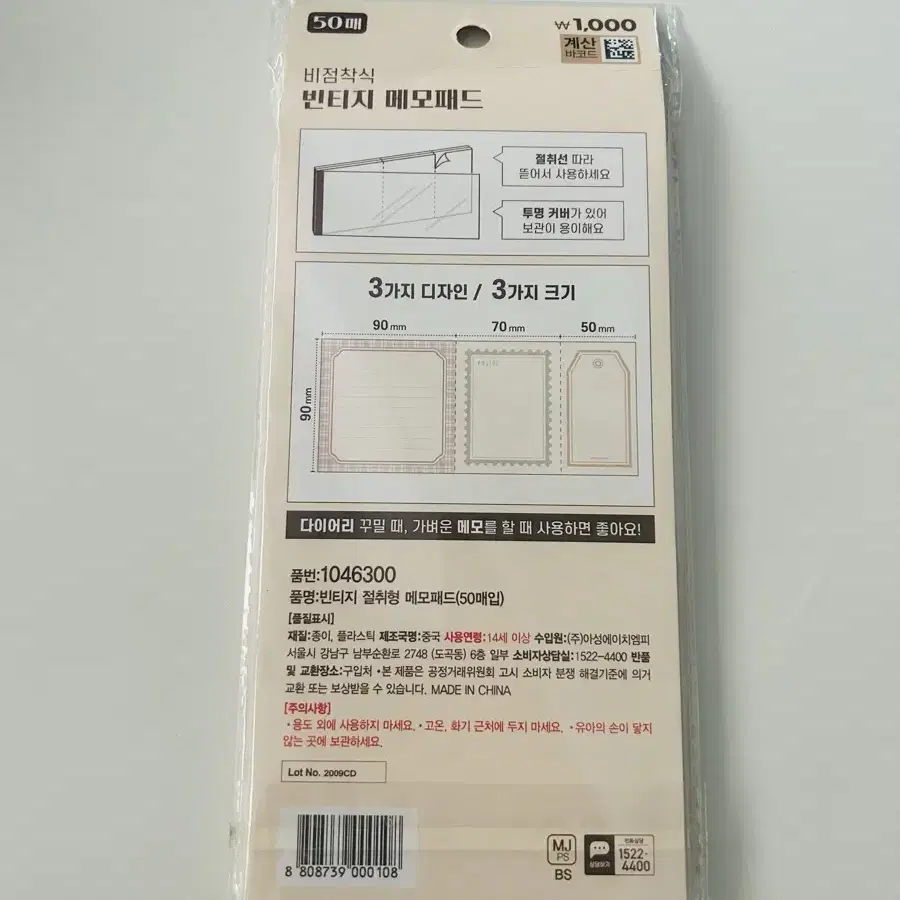 50매
₩1,000
계산
바코드
비점착식
빈티지 메모패드
절취선 따라
뜯어서 사용하세요
투명 커버가 있어
보관이 용이해요
3가지 디자인 / 3가지 크기
90mm 70mm 50mm
90mm
다이어리 꾸밀 때, 가벼운 메모를 할 때 사용하면 좋아요!
품번:1046300
품명:빈티지 절취형 메모패드(50매입)
[품질표시]
재질:종이, 플라스틱 제조국명:중국 사용연령:14세 이상 수입원:(주)아성에이치엠피
서울시 강남구 남부순환로 2748 (도곡동) 6층 일부 소비자상담실:1522-4400 반품
및 교환장소:구입처 •본 제품은 공정거래위원회 고시 소비자 분쟁 해결기준에 의거
교환 또는 보상받을 수 있습니다. MADE IN CHINA
[주의사항]
•용도 외에 사용하지 마세요. •고온, 화기 근처에 두지 마세요. •유아의 손이 닿지
않는 곳에 보관하세요.
Lot No. 2009CD
8 808739 000108
MJ
PS
BS
상담하기
전화상담
1522-
4400